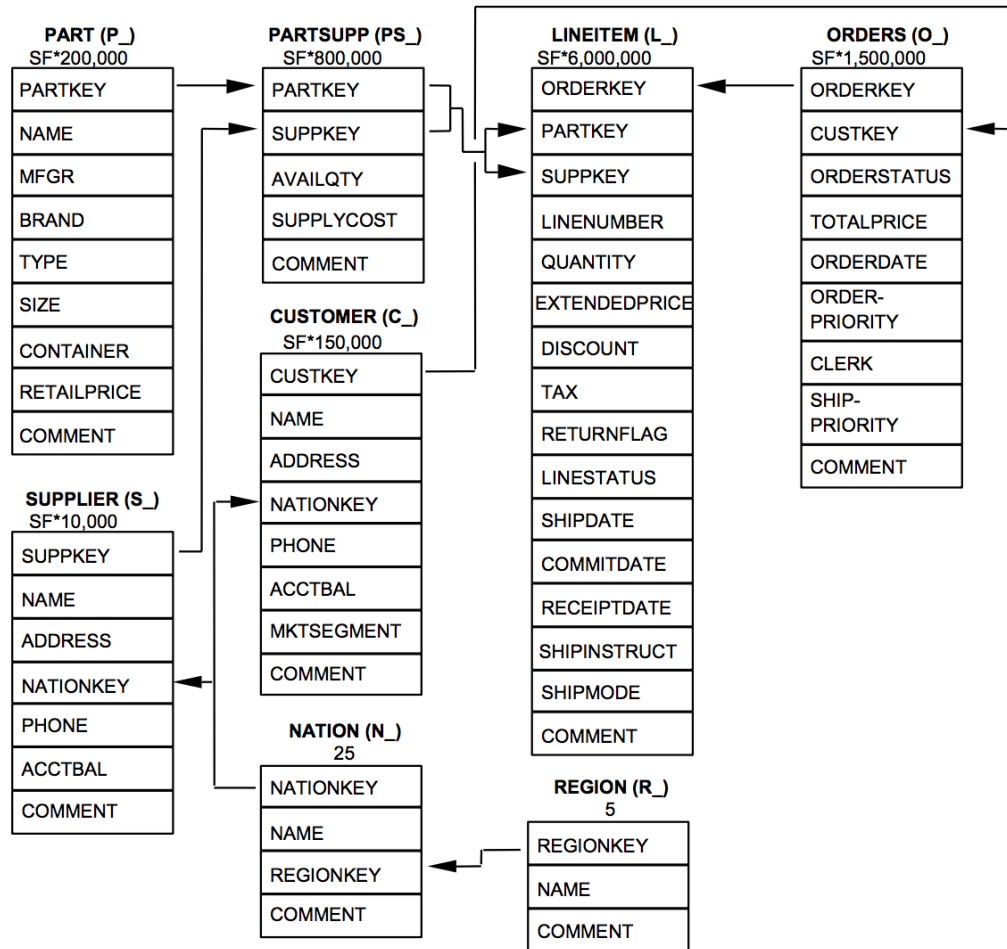 PART (P_)
SF*200,000
PARTKEY
NAME
MFGR
BRAND
TYPE
SIZE
CONTAINER
RETAILPRICE
COMMENT
SUPPLIER (S_)
SF*10,000
SUPPKEY
NAME
ADDRESS
NATIONKEY
PHONE
ACCTBAL
COMMENT
PARTSUPP (PS_)
SF*800,000
PARTKEY
SUPPKEY
AVAILQTY
SUPPLYCOST
COMMENT
CUSTOMER (C_)
SF*150,000
CUSTKEY
NAME
ADDRESS
NATIONKEY
PHONE
ACCTBAL
MKTSEGMENT
COMMENT
NATION (N_)
25
NATIONKEY
NAME
REGIONKEY
COMMENT
LINEITEM (L_)
SF*6,000,000
ORDERKEY
PARTKEY
SUPPKEY
LINENUMBER
QUANTITY
EXTENDEDPRICE
DISCOUNT
TAX
RETURNFLAG
LINESTATUS
SHIPDATE
COMMITDATE
RECEIPTDATE
SHIPINSTRUCT
SHIPMODE
COMMENT
REGION (R_)
5
REGIONKEY
NAME
COMMENT
ORDERS (O_)
SF*1,500,000
ORDERKEY
CUSTKEY
ORDERSTATUS
TOTALPRICE
ORDERDATE
ORDER-
PRIORITY
CLERK
SHIP-
PRIORITY
COMMENT